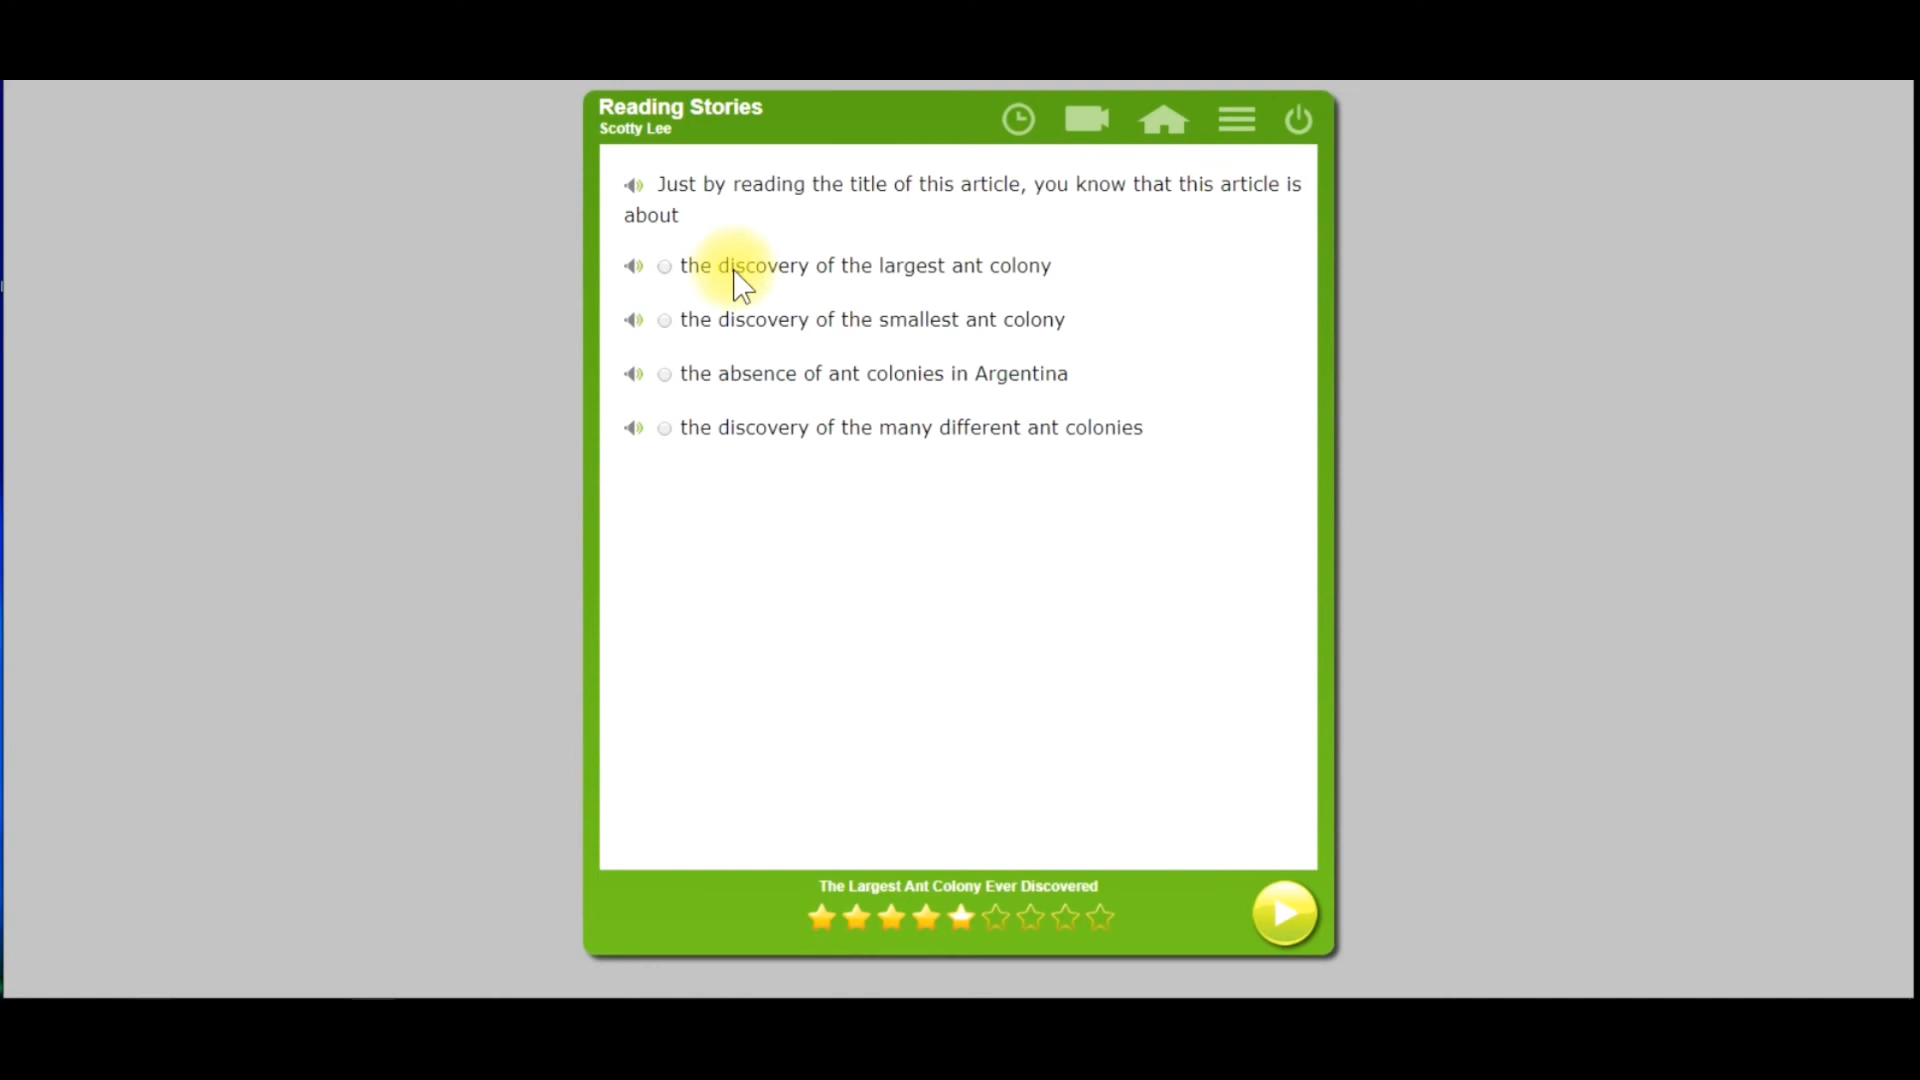 Reading Stories
Scotty Lee
Just by reading the title of this article, you know that this article is
about
the discovery of the largest ant colony
the discovery of the smallest ant colony
the absence of ant colonies in Argentina
the discovery of the many different ant colonies
The Largest Ant Colony Ever Discovered